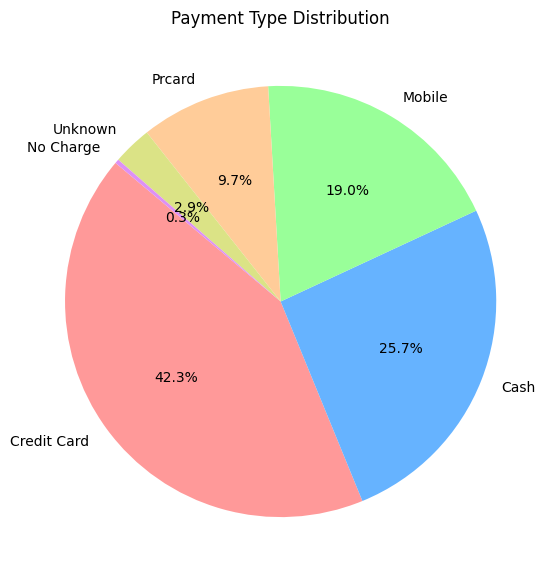 Payment Type Distribution
Prcard
Mobile
Unknown
No Charge
9.7%
19.0%
2.9%
0.3%
25.7%
42.3%
Cash
Credit Card